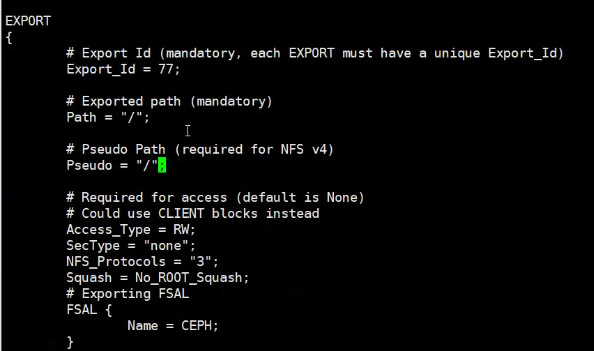 EXPORT
{
# Export Id (mandatory, each EXPORT must have a unique Export_Id)
Export_Id = 77;
# Exported path (mandatory)
Path = "/";
# Pseudo Path (required for NFS v4)
Pseudo = "/";
# Required for access (default is None)
# Could use CLIENT blocks instead
Access_Type = RW;
SecType = "none";
NFS_Protocols = "3";
Squash = No_ROOT_Squash;
# Exporting FSAL
FSAL {
Name = CEPH;
}